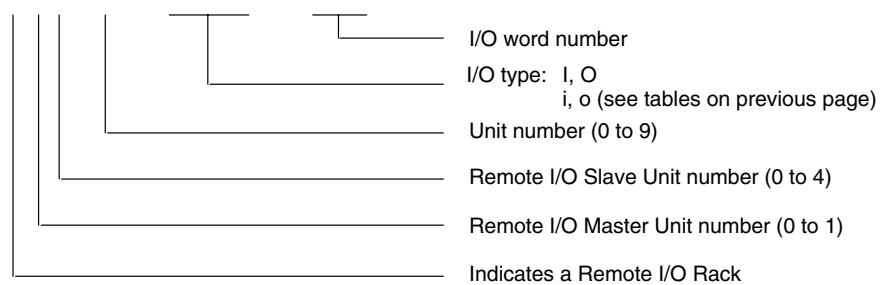 I/O word number
I/O type: I, O
i, o (see tables on previous page)
Unit number (0 to 9)
Remote I/O Slave Unit number (0 to 4)
Remote I/O Master Unit number (0 to 1)
Indicates a Remote I/O Rack